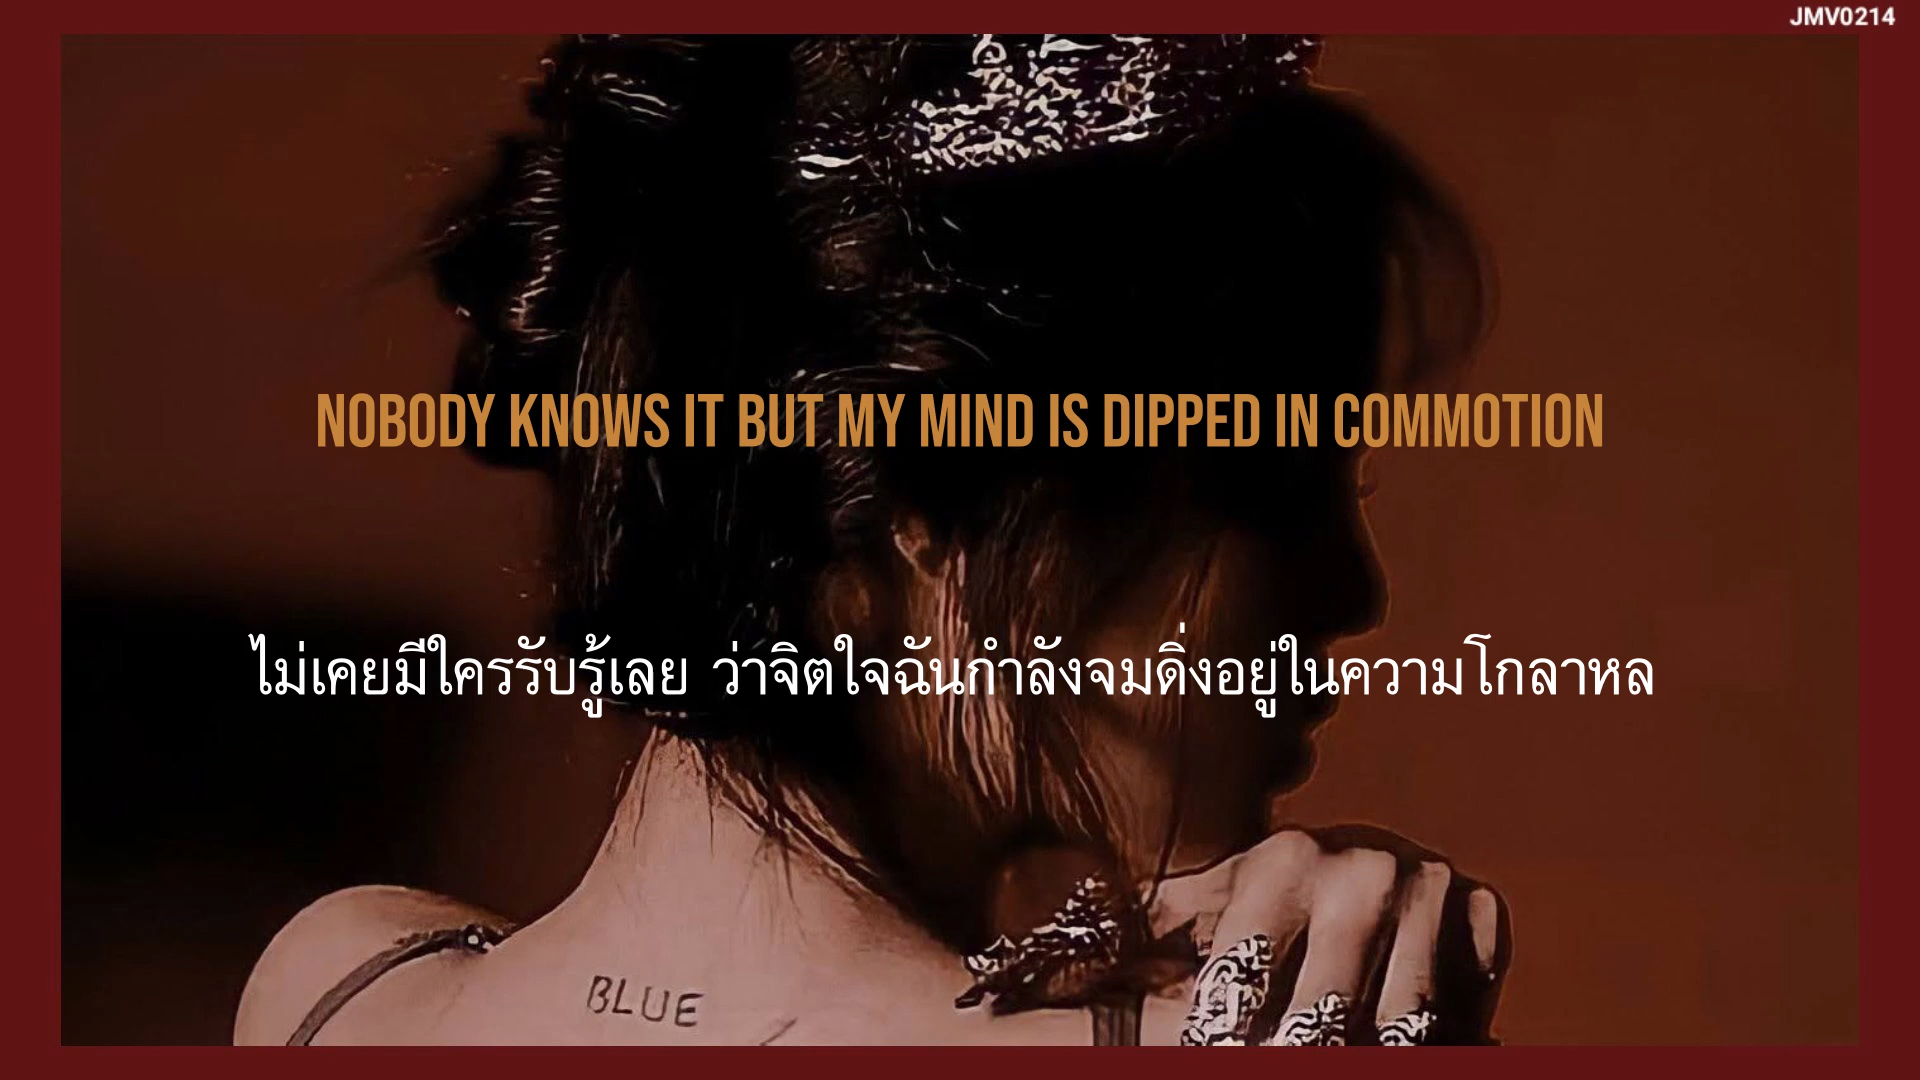 JMV0214
NOBODY KNOWS IT BUT MY MIND IS DIPPED IN COMMOTION
ไม่เคยมีใครรับรู้เลย ว่าจิตใจฉันกำลังจมดิ่งอยู่ในความโกลาหล
BLUE